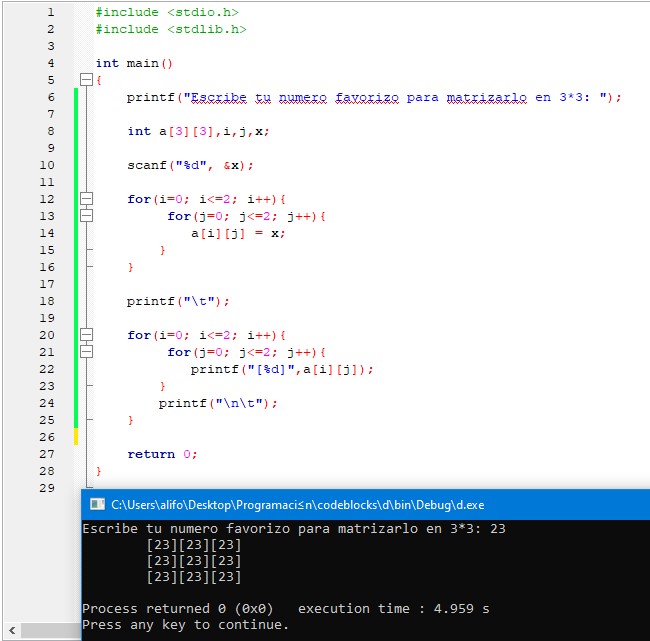 1 #include <stdio.h>
2 #include <stdlib.h>
3
4 int main()
5 {
6 printf("Escribe tu numero favorizo para matrizarlo en 3*3: ");
7
8 int a[3][3],i,j,x;
9
10 scanf("%d", &x);
11
12 for(i=0; i<=2; i++){
13 for(j=0; j<=2; j++){
14 a[i][j] = x;
15 }
16 }
17
18 printf("\t");
19
20 for(i=0; i<=2; i++){
21 for(j=0; j<=2; j++){
22 printf("[%d]",a[i][j]);
23 }
24 printf("\n\t");
25 }
26
27 return 0;
28 }
29
C:\Users\alifo\Desktop\Programaci≤n\codeblocks\d\bin\Debug\d.exe
Escribe tu numero favorizo para matrizarlo en 3*3: 23
[23][23][23]
[23][23][23]
[23][23][23]
Process returned 0 (0x0) execution time : 4.959 s
Press any key to continue.